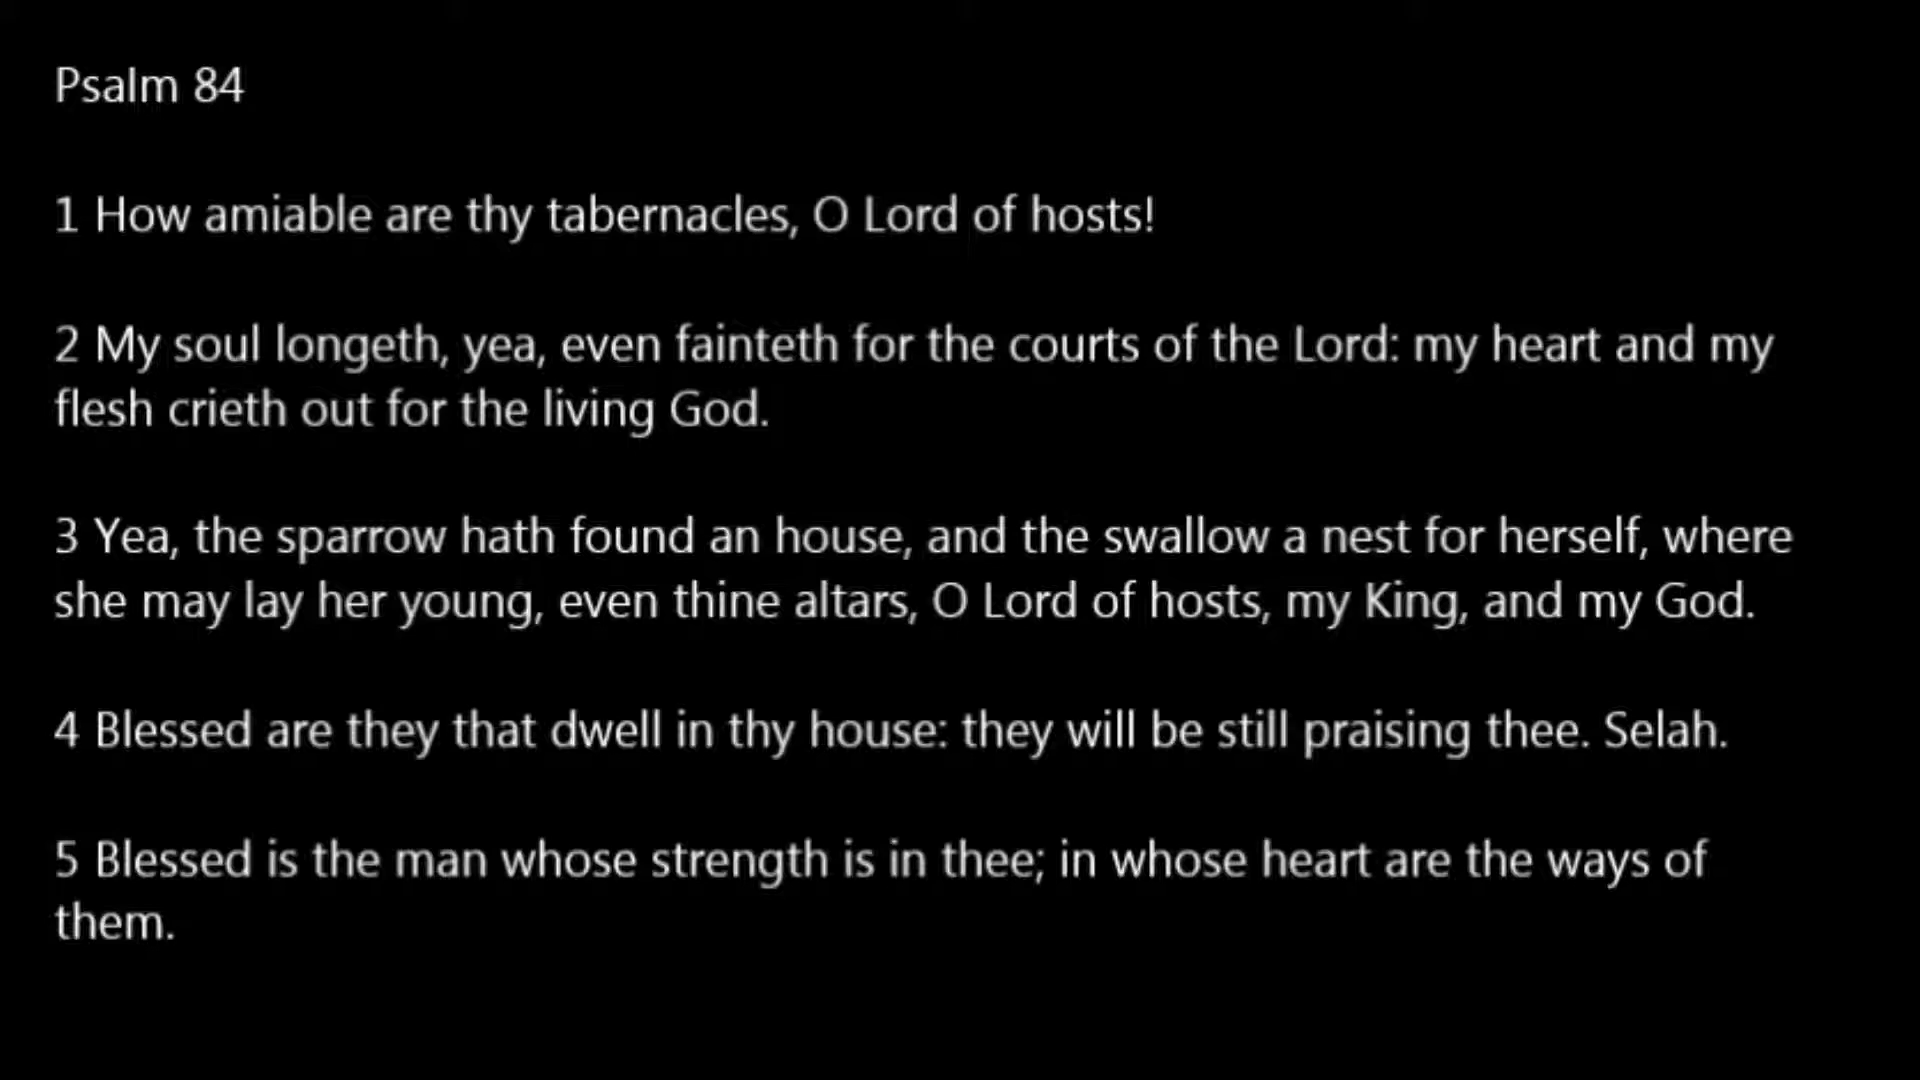 Psalm 84
1 How amiable are thy tabernacles, O Lord of hosts!
2 My soul longeth, yea, even fainteth for the courts of the Lord: my heart and my
flesh crieth out for the living God.
3 Yea, the sparrow hath found an house, and the swallow a nest for herself, where
she may lay her young, even thine altars, O Lord of hosts, my King, and my God.
4 Blessed are they that dwell in thy house: they will be still praising thee. Selah.
5 Blessed is the man whose strength is in thee; in whose heart are the ways of
them.